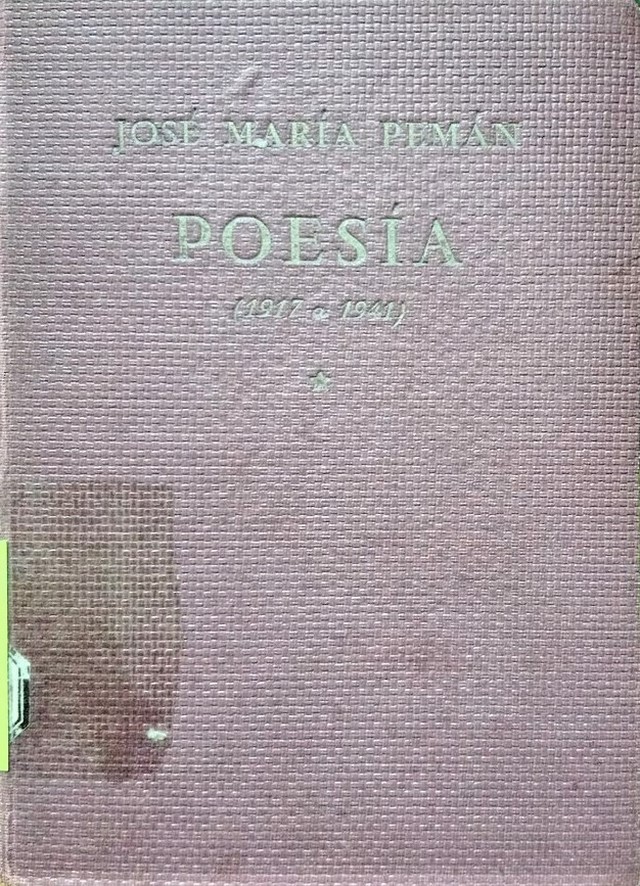 JOSÉ MARÍA PEMÁN
POESÍA
(1917 a 1941)